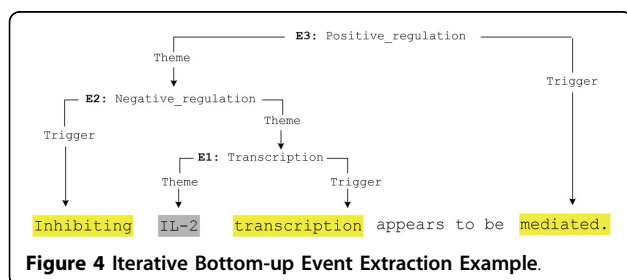 E3: Positive_regulation
Theme
E2: Negative_regulation
Trigger
Trigger
Theme
E1: Transcription
Theme
Trigger
Inhibiting IL-2 transcription appears to be mediated.
Figure 4 Iterative Bottom-up Event Extraction Example.